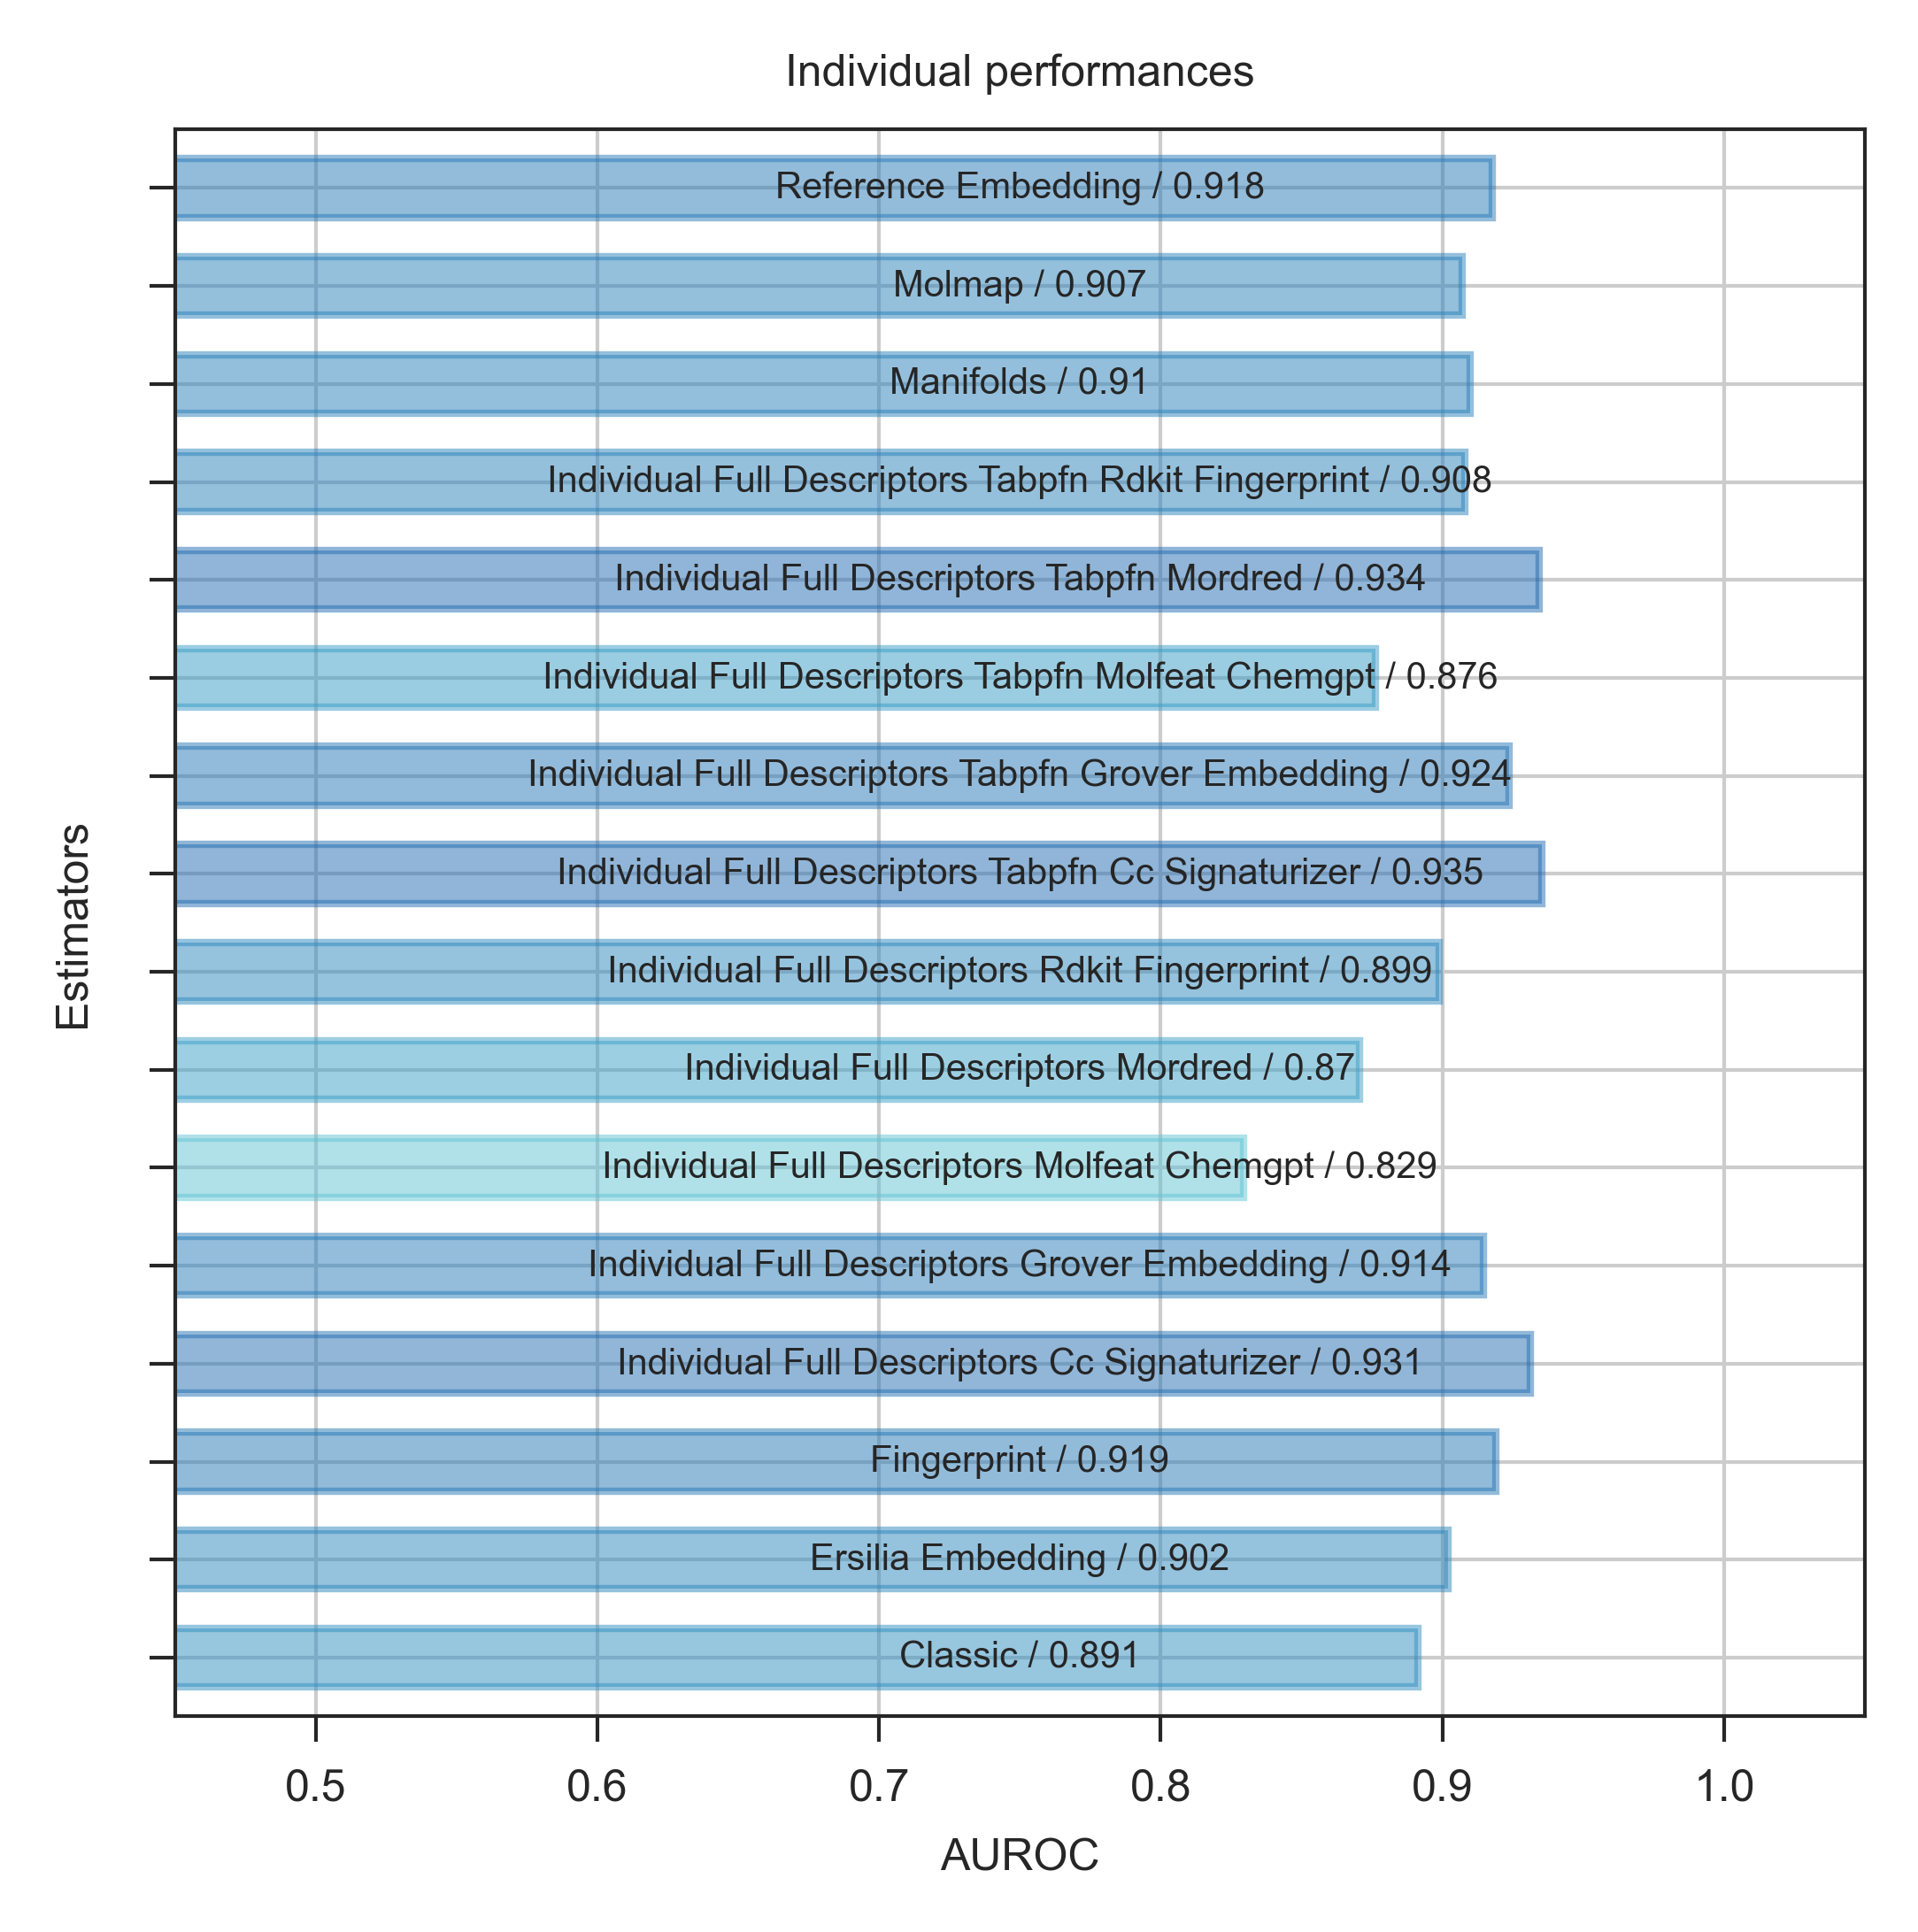 Individual performances
Reference Embedding / 0.918
Molmap / 0.907
Manifolds / 0.91
Individual Full Descriptors Tabpfn Rdkit Fingerprint / 0.908
Individual Full Descriptors Tabpfn Mordred / 0.934
Individual Full Descriptors Tabpfn Molfeat Chemgpt / 0.876
Individual Full Descriptors Tabpfn Grover Embedding / 0.924
Individual Full Descriptors Tabpfn Cc Signaturizer / 0.935
Individual Full Descriptors Rdkit Fingerprint / 0.899
Individual Full Descriptors Mordred / 0.87
Individual Full Descriptors Molfeat Chemgpt / 0.829
Individual Full Descriptors Grover Embedding / 0.914
Individual Full Descriptors Cc Signaturizer / 0.931
Fingerprint / 0.919
Ersilia Embedding / 0.902
Classic / 0.891
Estimators
0.5 0.6 0.7 0.8 0.9 1.0
AUROC